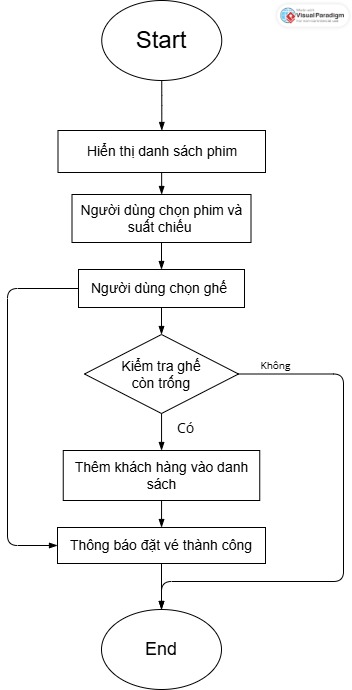 Visual Paradigm
Start
Hiển thị danh sách phim
Người dùng chọn phim và
suất chiếu
Người dùng chọn ghế
Kiểm tra ghế
còn trống
Không
Có
Thêm khách hàng vào danh
sách
Thông báo đặt vé thành công
End